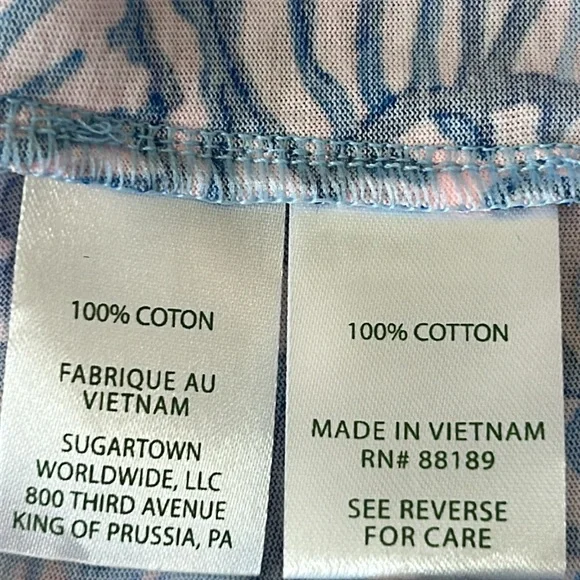 100% COTON
FABRIQUE AU
VIETNAM
SUGARTOWN
WORLDWIDE, LLC
800 THIRD AVENUE
KING OF PRUSSIA, PA
100% COTTON
MADE IN VIETNAM
RN# 88189
SEE REVERSE
FOR CARE